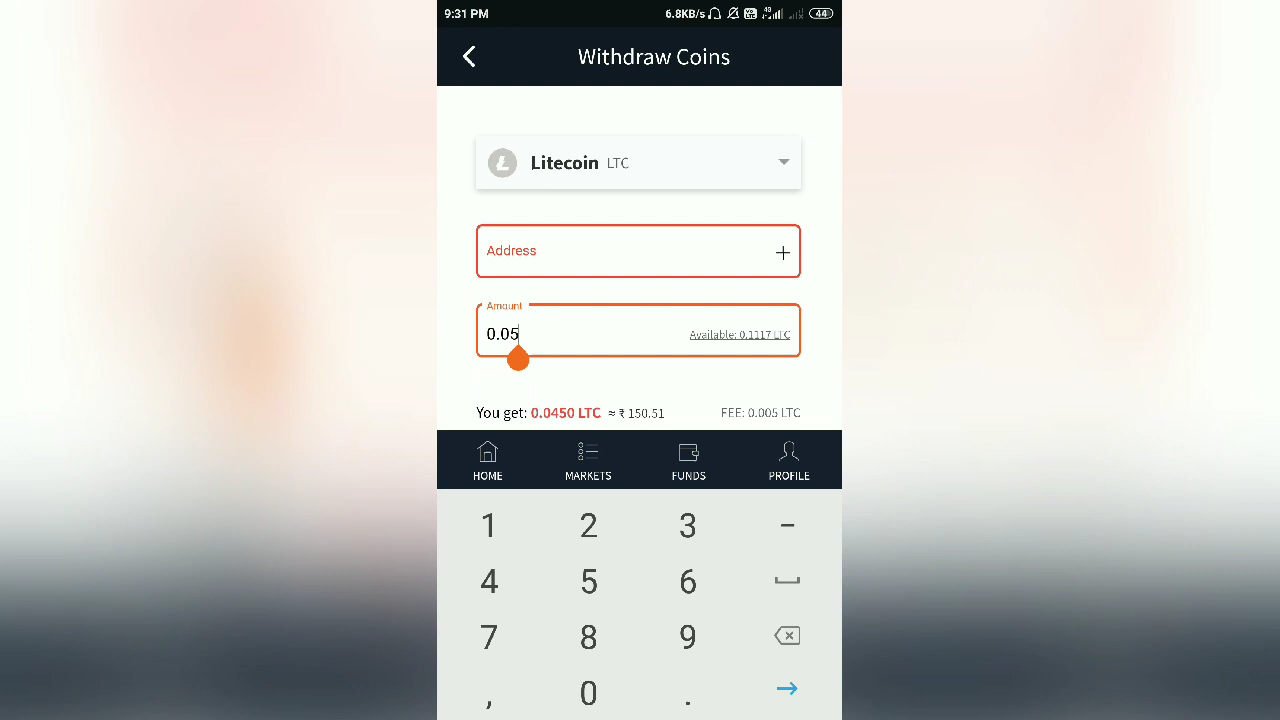 9:31 PM 6.8KB/s 4G 44
Withdraw Coins
Litecoin LTC
Address
Amount
0.05 Available: 0.1117 LTC
You get: 0.0450 LTC ≈ ₹ 150.51 FEE: 0.005 LTC
HOME MARKETS FUNDS PROFILE
1 2 3 −
4 5 6
7 8 9
, 0 .